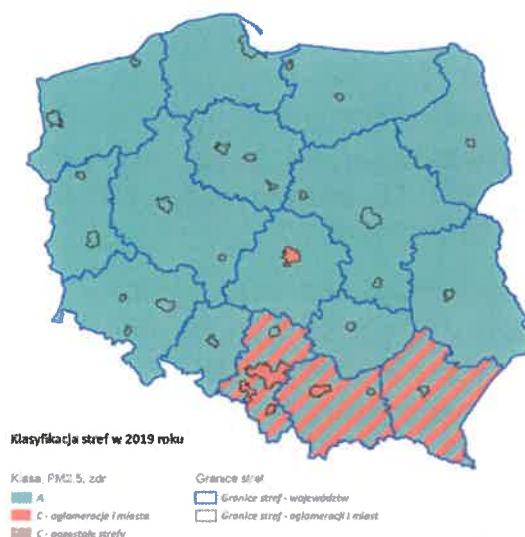 Klasyfikacja stref w 2019 roku
Klasa, PM2.5, zdr
A
C - aglomeracje i miasta
C - pozostałe strefy
Granice stref
Granice stref - województw
Granice stref - aglomeracji i miast